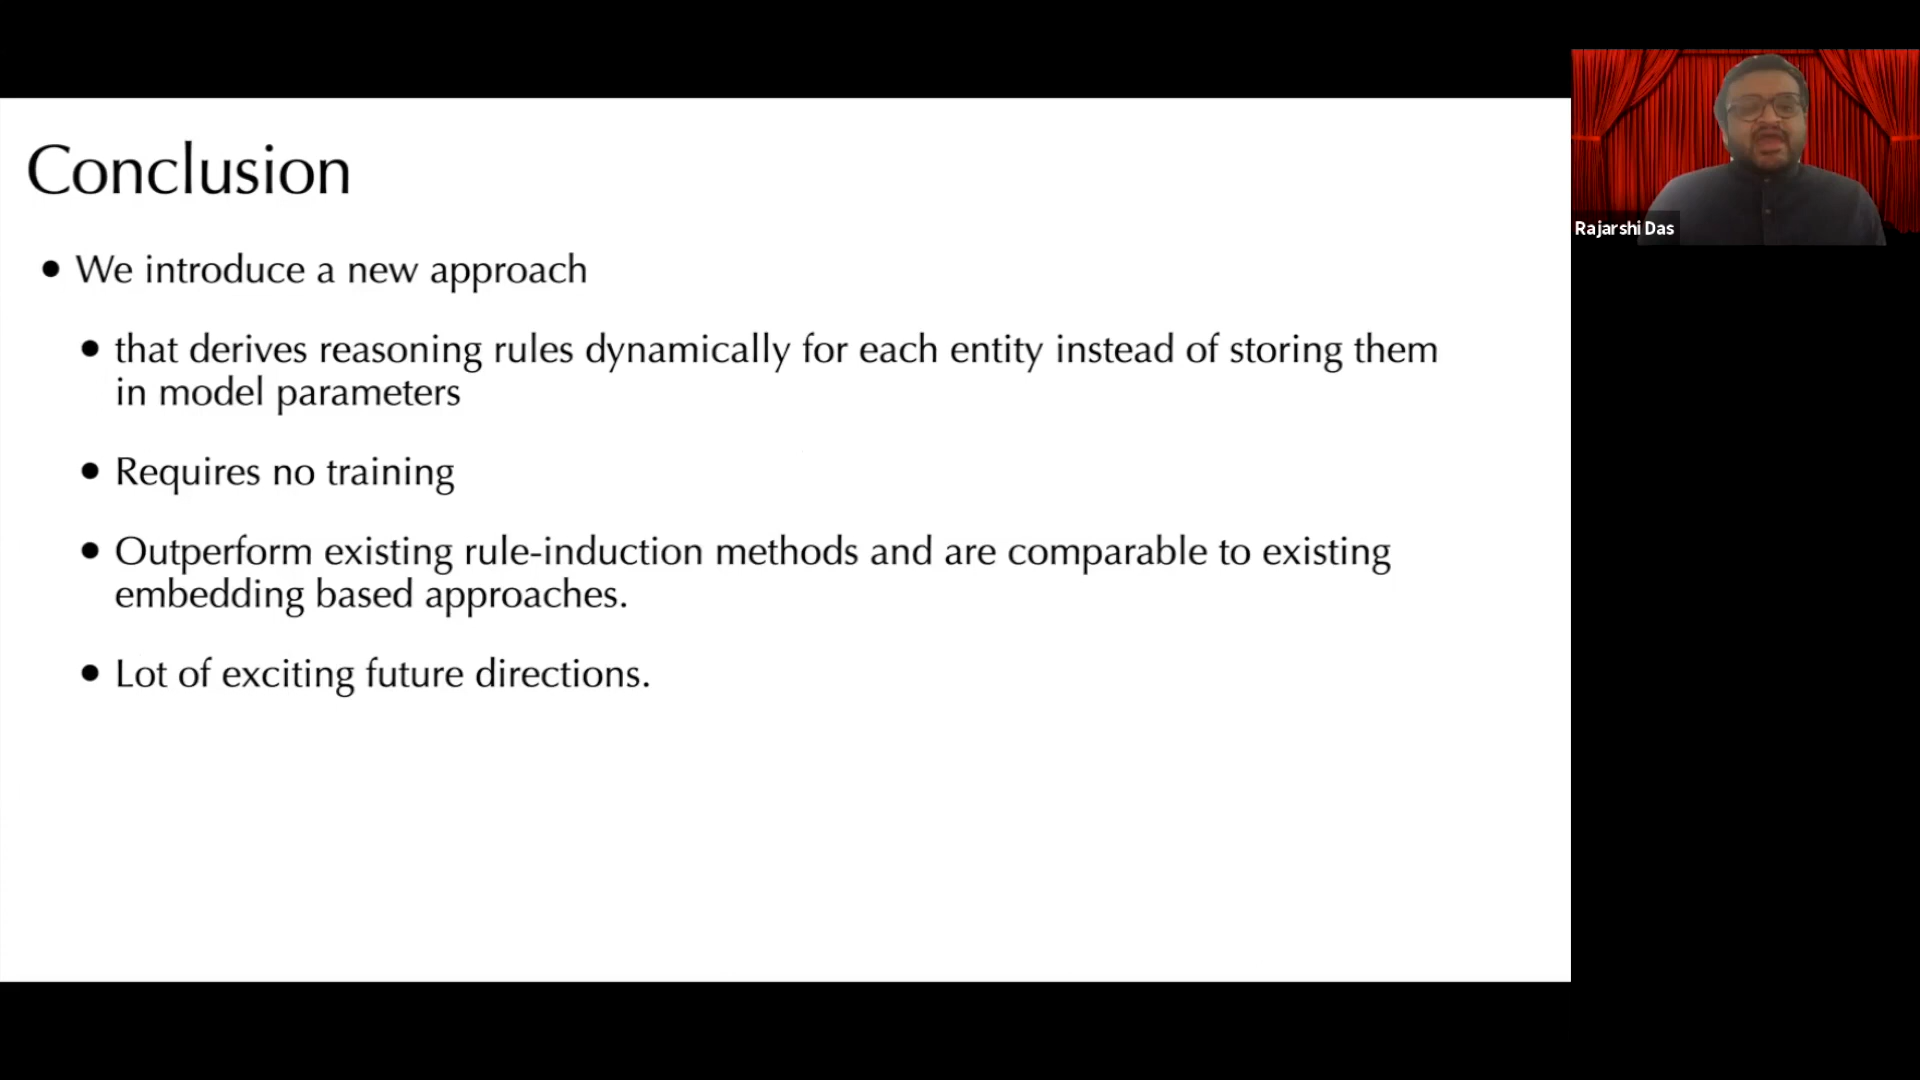 Conclusion
• We introduce a new approach
• that derives reasoning rules dynamically for each entity instead of storing them
in model parameters
• Requires no training
• Outperform existing rule-induction methods and are comparable to existing
embedding based approaches.
• Lot of exciting future directions.
Rajarshi Das